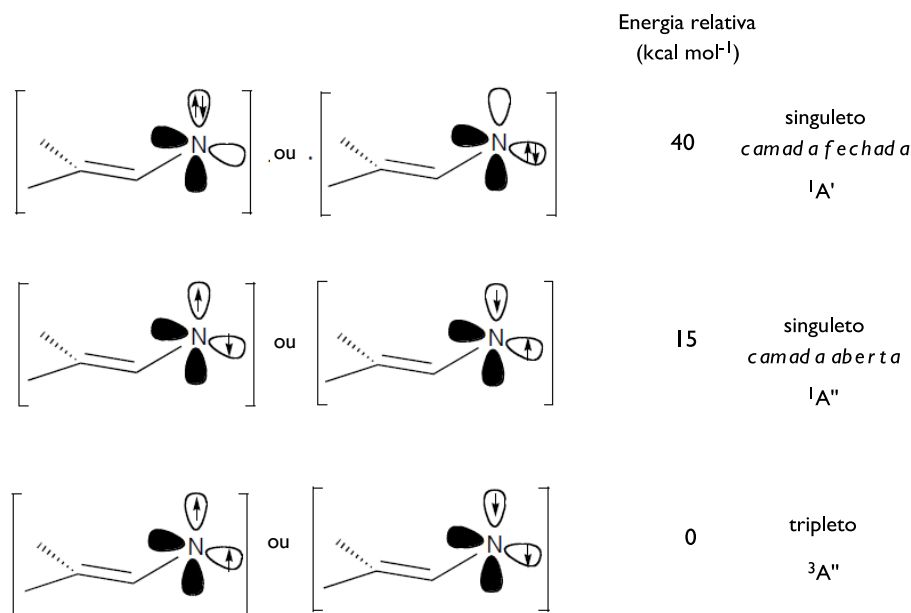 Energia relativa
(kcal mol-1)
N
ou
N
40
singuleto
camada fechada
1A'
N
ou
N
15
singuleto
camada aberta
1A"
N
ou
N
0
tripleto
3A"